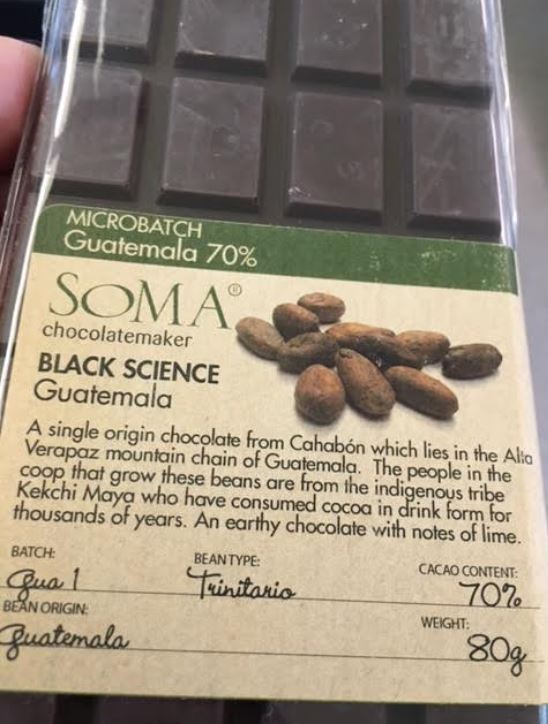 MICROBATCH
Guatemala 70%
SOMA®
chocolatemaker
BLACK SCIENCE
Guatemala
A single origin chocolate from Cahabón which lies in the Alta
Verapaz mountain chain of Guatemala. The people in the
coop that grow these beans are from the indigenous tribe
Kekchi Maya who have consumed cocoa in drink form for
thousands of years. An earthy chocolate with notes of lime.
BATCH: BEAN TYPE: CACAO CONTENT:
Gua 1 Trinitario 70%
BEAN ORIGIN: WEIGHT:
Guatemala 80g